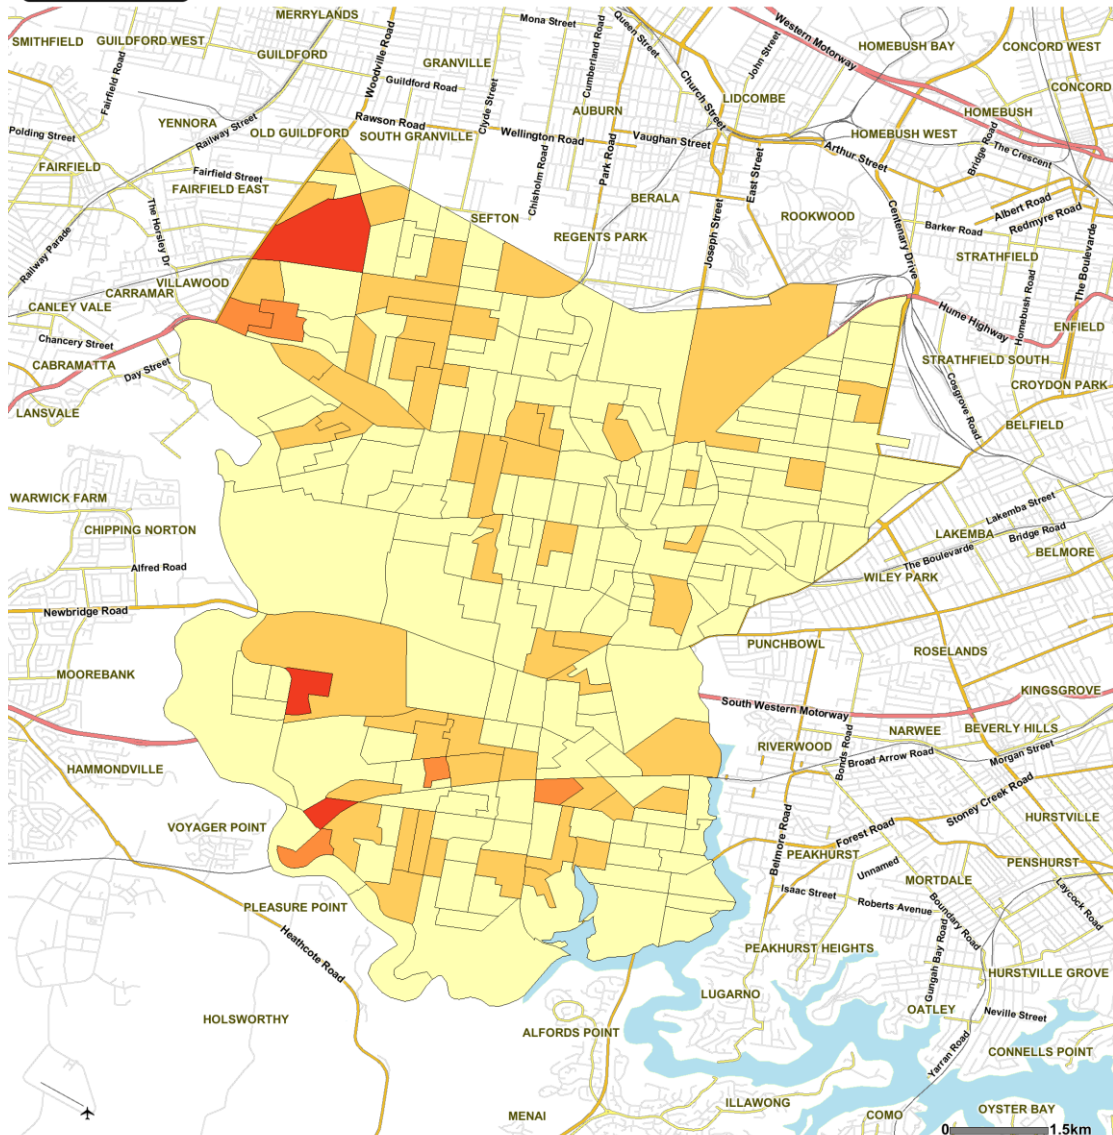 MERRYLANDS
SMITHFIELD
GUILDFORD WEST
GUILDFORD
Fairfield Road
Woodville Road
GRANVILLE
Guildford Road
Mona Street
Cumberland Road
Queen Street
Church Street
John Street
Western Motorway
HOMEBUSH BAY
CONCORD WEST
CONCORD
LIDCOMBE
HOMEBUSH
Clyde Street
AUBURN
YENNORA
Railway Street
OLD GUILDFORD
Rawson Road
SOUTH GRANVILLE
Wellington Road
Vaughan Street
HOMEBUSH WEST
Bridge Road
The Crescent
Arthur Street
Polding Street
FAIRFIELD
Fairfield Street
FAIRFIELD EAST
Chisholm Road
Park Road
East Street
BERALA
ROOKWOOD
Albert Road
Redmyre Road
Barker Road
The Horsley Dr
SEFTON
REGENTS PARK
Joseph Street
Centenary Drive
STRATHFIELD
The Boulevarde
Railway Parade
VILLAWOOD
CARRAMAR
CANLEY VALE
Homebush Road
Hume Highway
ENFIELD
Chancery Street
CABRAMATTA
Day Street
STRATHFIELD SOUTH
CROYDON PARK
LANSVALE
Cosgrove Road
BELFIELD
WARWICK FARM
CHIPPING NORTON
Lakemba Street
LAKEMBA
Bridge Road
The Boulevarde
BELMORE
Alfred Road
WILEY PARK
Newbridge Road
PUNCHBOWL
ROSELANDS
MOOREBANK
KINGSGROVE
South Western Motorway
NARWEE
BEVERLY HILLS
RIVERWOOD
Bonds Road
Broad Arrow Road
Morgan Street
HAMMONDVILLE
Stoney Creek Road
VOYAGER POINT
Belmore Road
Forest Road
HURSTVILLE
PEAKHURST
Unnamed
PENSHURST
MORTDALE
Isaac Street
Roberts Avenue
Boundary Road
Laycock Road
PLEASURE POINT
Heathcote Road
PEAKHURST HEIGHTS
Gungah Bay Road
HURSTVILLE GROVE
LUGARNO
OATLEY
Neville Street
HOLSWORTHY
ALFORDS POINT
Yarran Road
CONNELLS POINT
ILLAWONG
MENAI
COMO
OYSTER BAY
0 1.5km